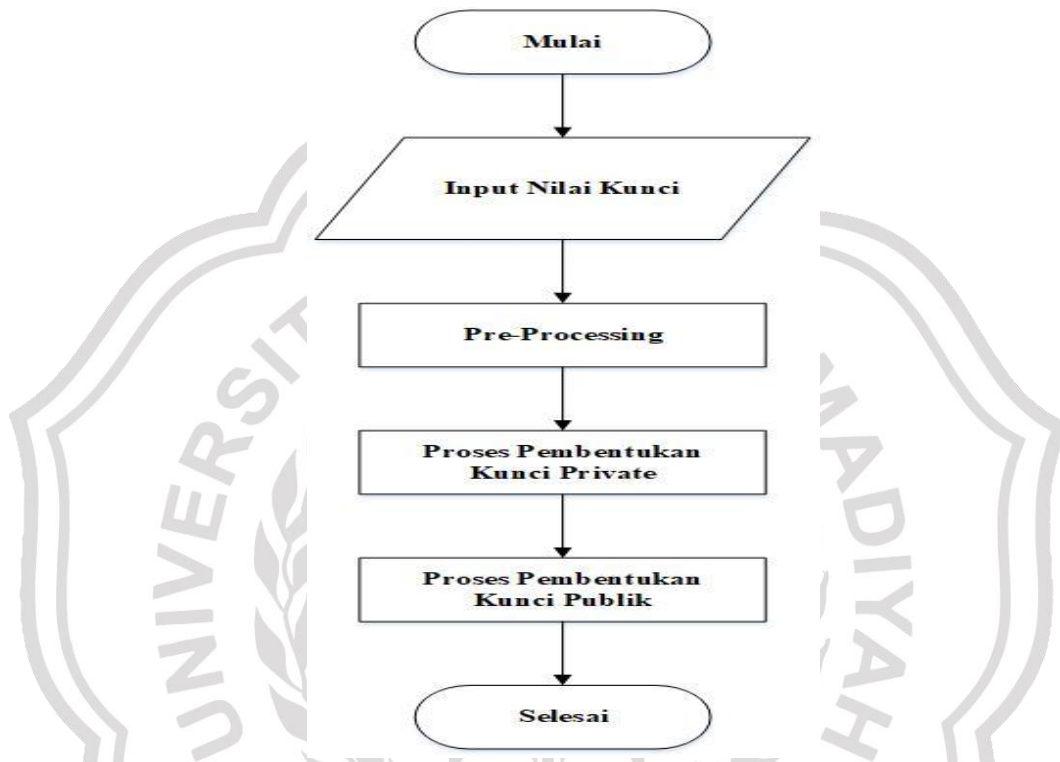 Mulai
Input Nilai Kunci
Pre-Processing
Proses Pembentukan
Kunci Private
Proses Pembentukan
Kunci Publik
Selesai